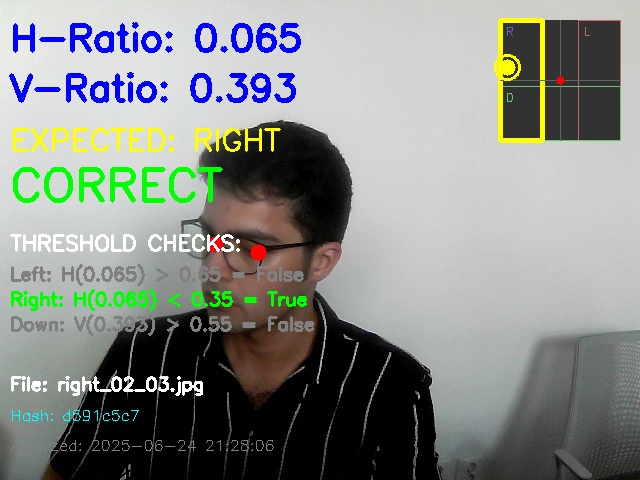 H-Ratio: 0.065
R
L
V-Ratio: 0.393
D
EXPECTED: RIGHT
CORRECT
THRESHOLD CHECKS:
Left: H(0.065) > 0.65 = False
Right: H(0.065) < 0.35 = True
Down: V(0.393) > 0.55 = False
File: right_02_03.jpg
Hash: d591c5c7
2025-06-24 21:28:06